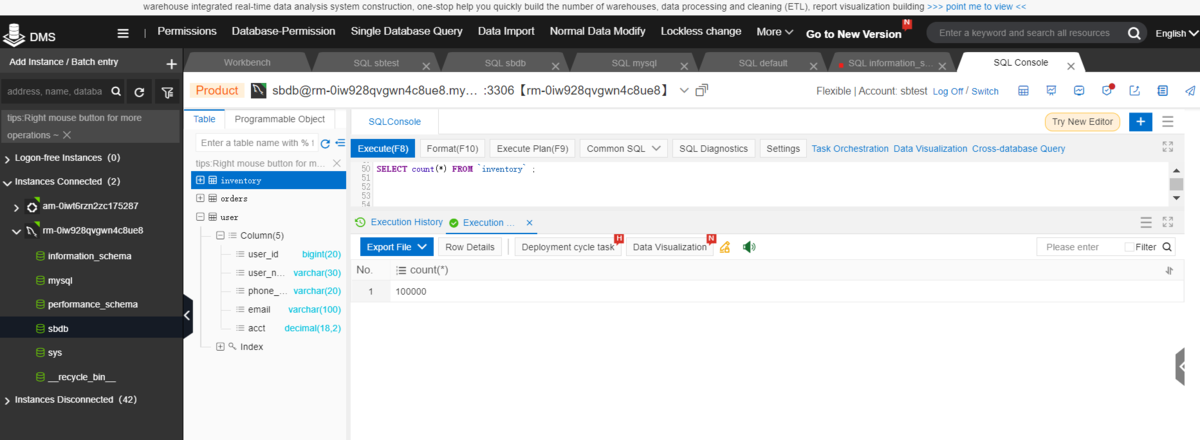 warehouse integrated real-time data analysis system construction, one-stop help you quickly build the number of warehouses, data processing and cleaning (ETL), report visualization building >>> point me to view <<
DMS
Permissions Database-Permission Single Database Query Data Import Normal Data Modify Lockless change More Go to New Version N
Enter a keyword and search all resources English
Add Instance / Batch entry +
Workbench SQL sbtest SQL sbdb SQL mysql SQL default SQL information_s... SQL Console
address, name, databa
Product sbdb@rm-0iw928qvgwn4c8ue8.my... :3306【rm-0iw928qvgwn4c8ue8】 Flexible | Account: sbtest Log Off / Switch
tips:Right mouse button for more
operations ~
Table Programmable Object
SQLConsole
Try New Editor +
Enter a table name with % f
Execute(F8) Format(F10) Execute Plan(F9) Common SQL SQL Diagnostics Settings Task Orchestration Data Visualization Cross-database Query
Logon-free Instances (0)
tips:Right mouse button for m...
Instances Connected (2)
50 SELECT count(*) FROM `inventory` ;
51
52
53
54
inventory
orders
user
am-0iwt6rzn2zc175287
rm-0iw928qvgwn4c8ue8
Execution History Execution ...
Column(5)
Export File Row Details Deployment cycle task H Data Visualization N Please enter Filter
user_id bigint(20)
user_n... varchar(30)
phone_... varchar(20)
email varchar(100)
acct decimal(18,2)
Index
No. count(*)
1 100000
information_schema
mysql
performance_schema
sbdb
sys
__recycle_bin__
Instances Disconnected (42)